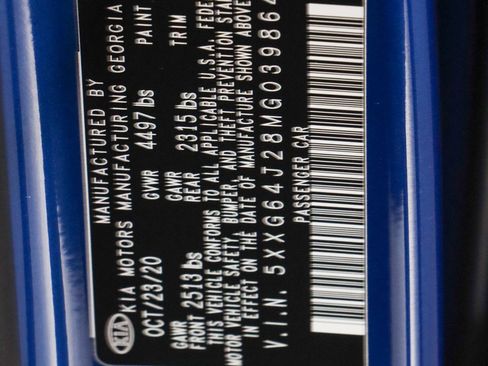 MANUFACTURED BY
KIA KIA MOTORS MANUFACTURING GEORGIA
OCT/23/20 GVWR 4497 lbs PAINT
GAWR FRONT 2513 lbs GAWR REAR 2315 lbs TRIM
THIS VEHICLE CONFORMS TO ALL APPLICABLE U.S.A. FEDE
MOTOR VEHICLE SAFETY, BUMPER, AND THEFT PREVENTION STAN
IN EFFECT ON THE DATE OF MANUFACTURE SHOWN ABOVE
V.I.N. 5XXG64J28MG039864
PASSENGER CAR